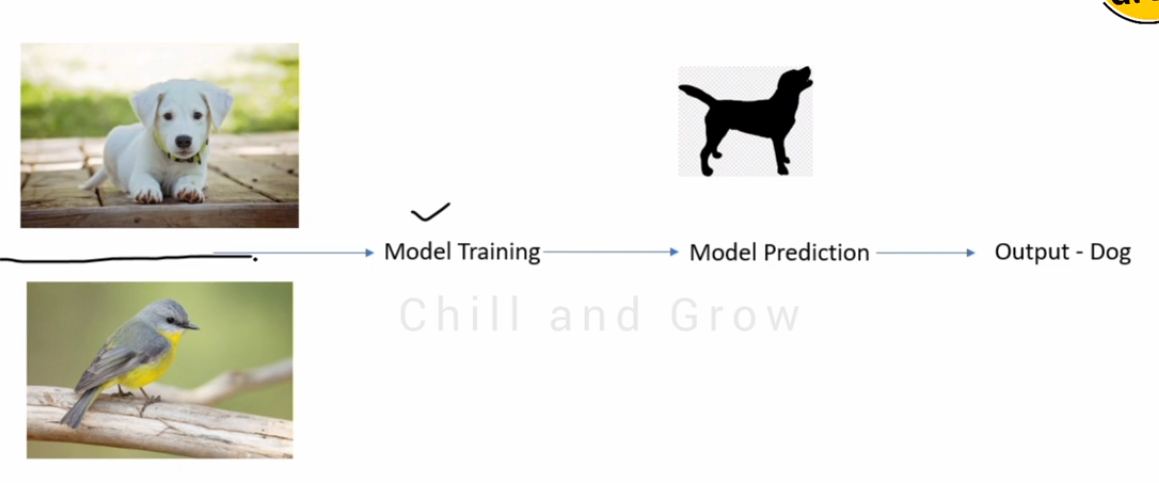 Model Training
Model Prediction
Output - Dog
Chill and Grow